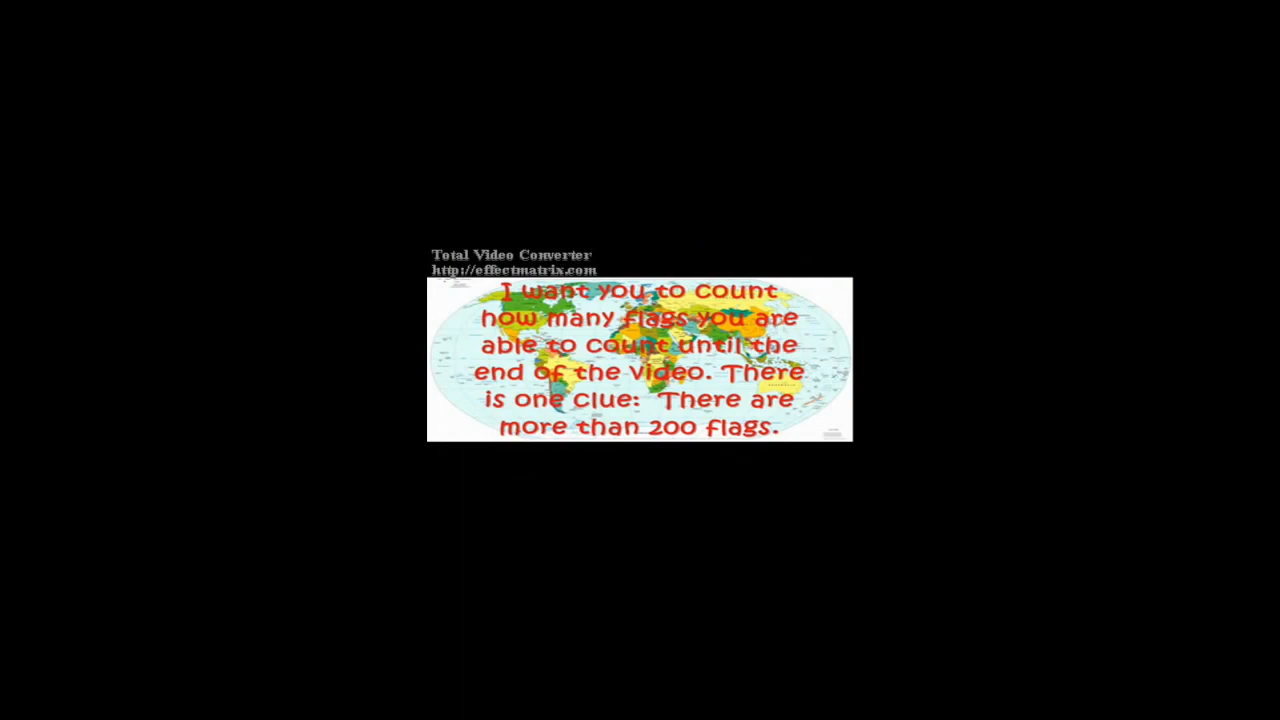 Total Video Converter
http://effectmatrix.com
I want you to count
how many flags you are
able to count until the
end of the video. There
is one clue: There are
more than 200 flags.